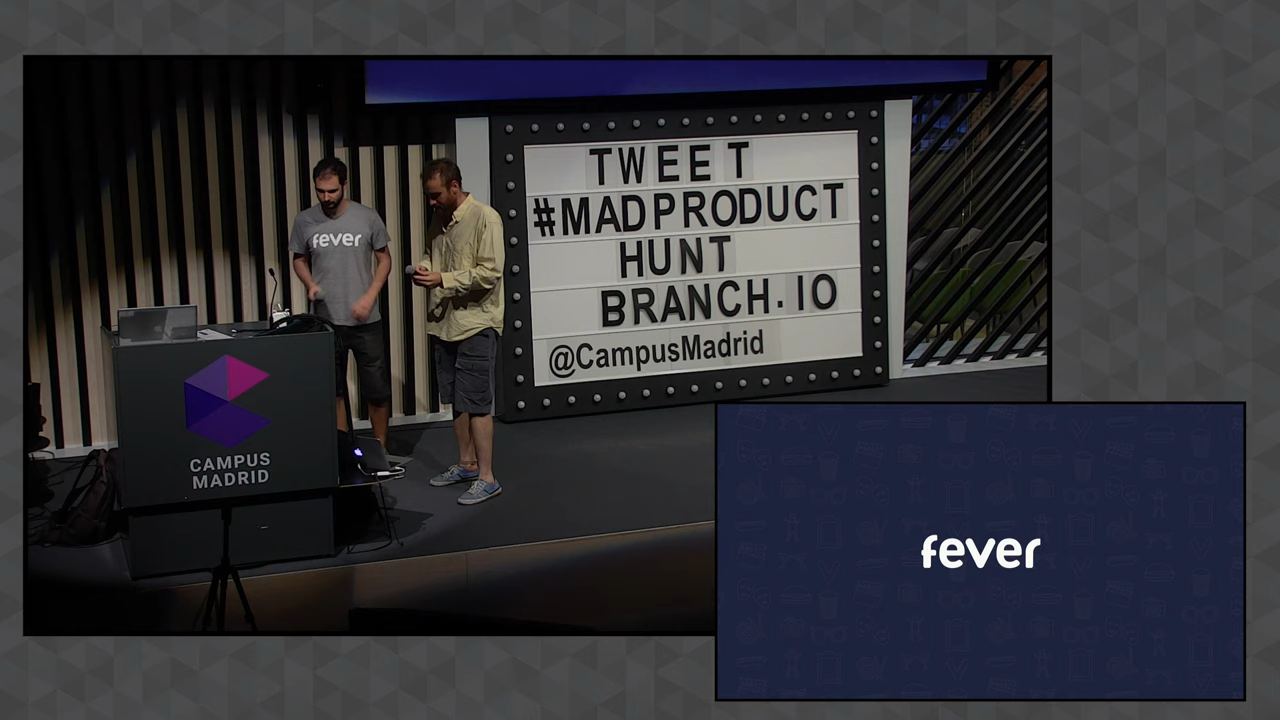 fever
TWEET
#MADPRODUCT
HUNT
BRANCH.IO
@CampusMadrid
CAMPUS
MADRID
fever